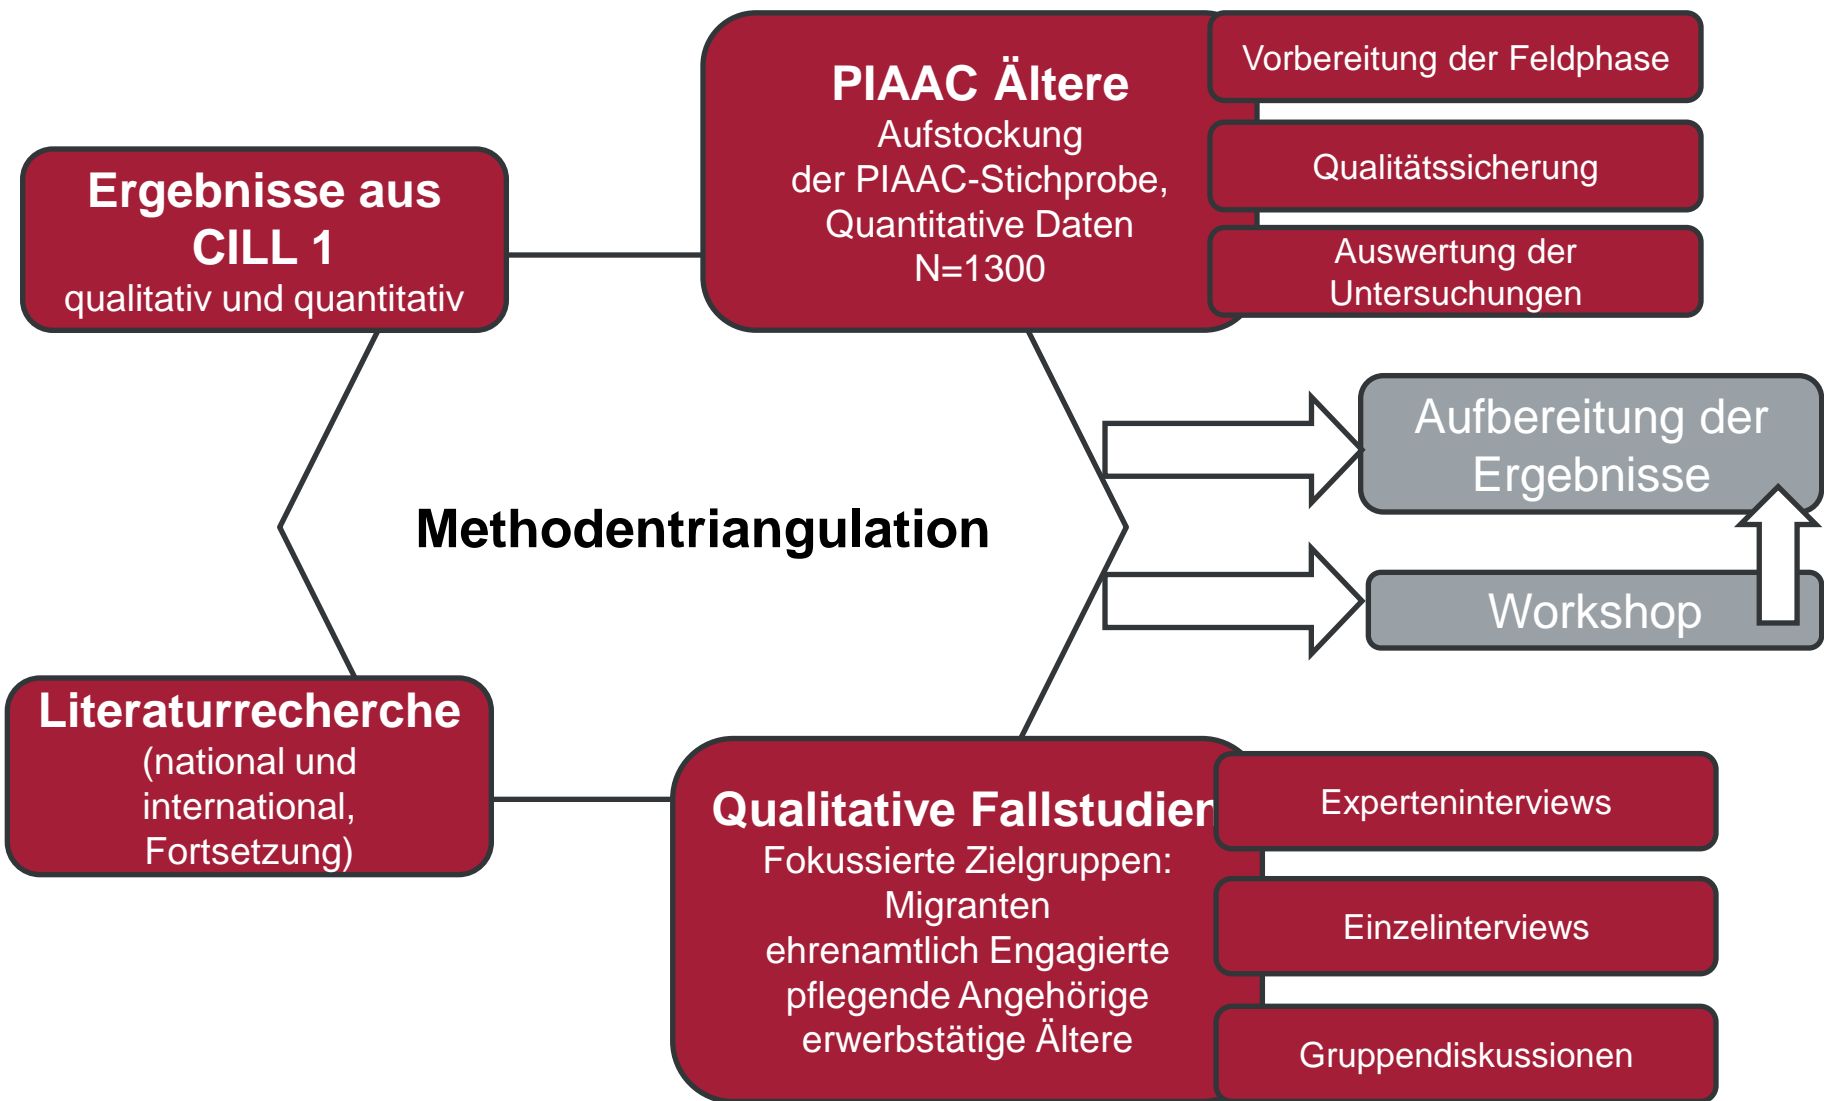 PIAAC Ältere
Aufstockung
der PIAAC-Stichprobe,
Quantitative Daten
N=1300
Vorbereitung der Feldphase
Qualitätssicherung
Auswertung der
Untersuchungen
Ergebnisse aus
CILL 1
qualitativ und quantitativ
Aufbereitung der
Ergebnisse
Methodentriangulation
Workshop
Literaturrecherche
(national und
international,
Fortsetzung)
Qualitative Fallstudien
Fokussierte Zielgruppen:
Migranten
ehrenamtlich Engagierte
pflegende Angehörige
erwerbstätige Ältere
Experteninterviews
Einzelinterviews
Gruppendiskussionen